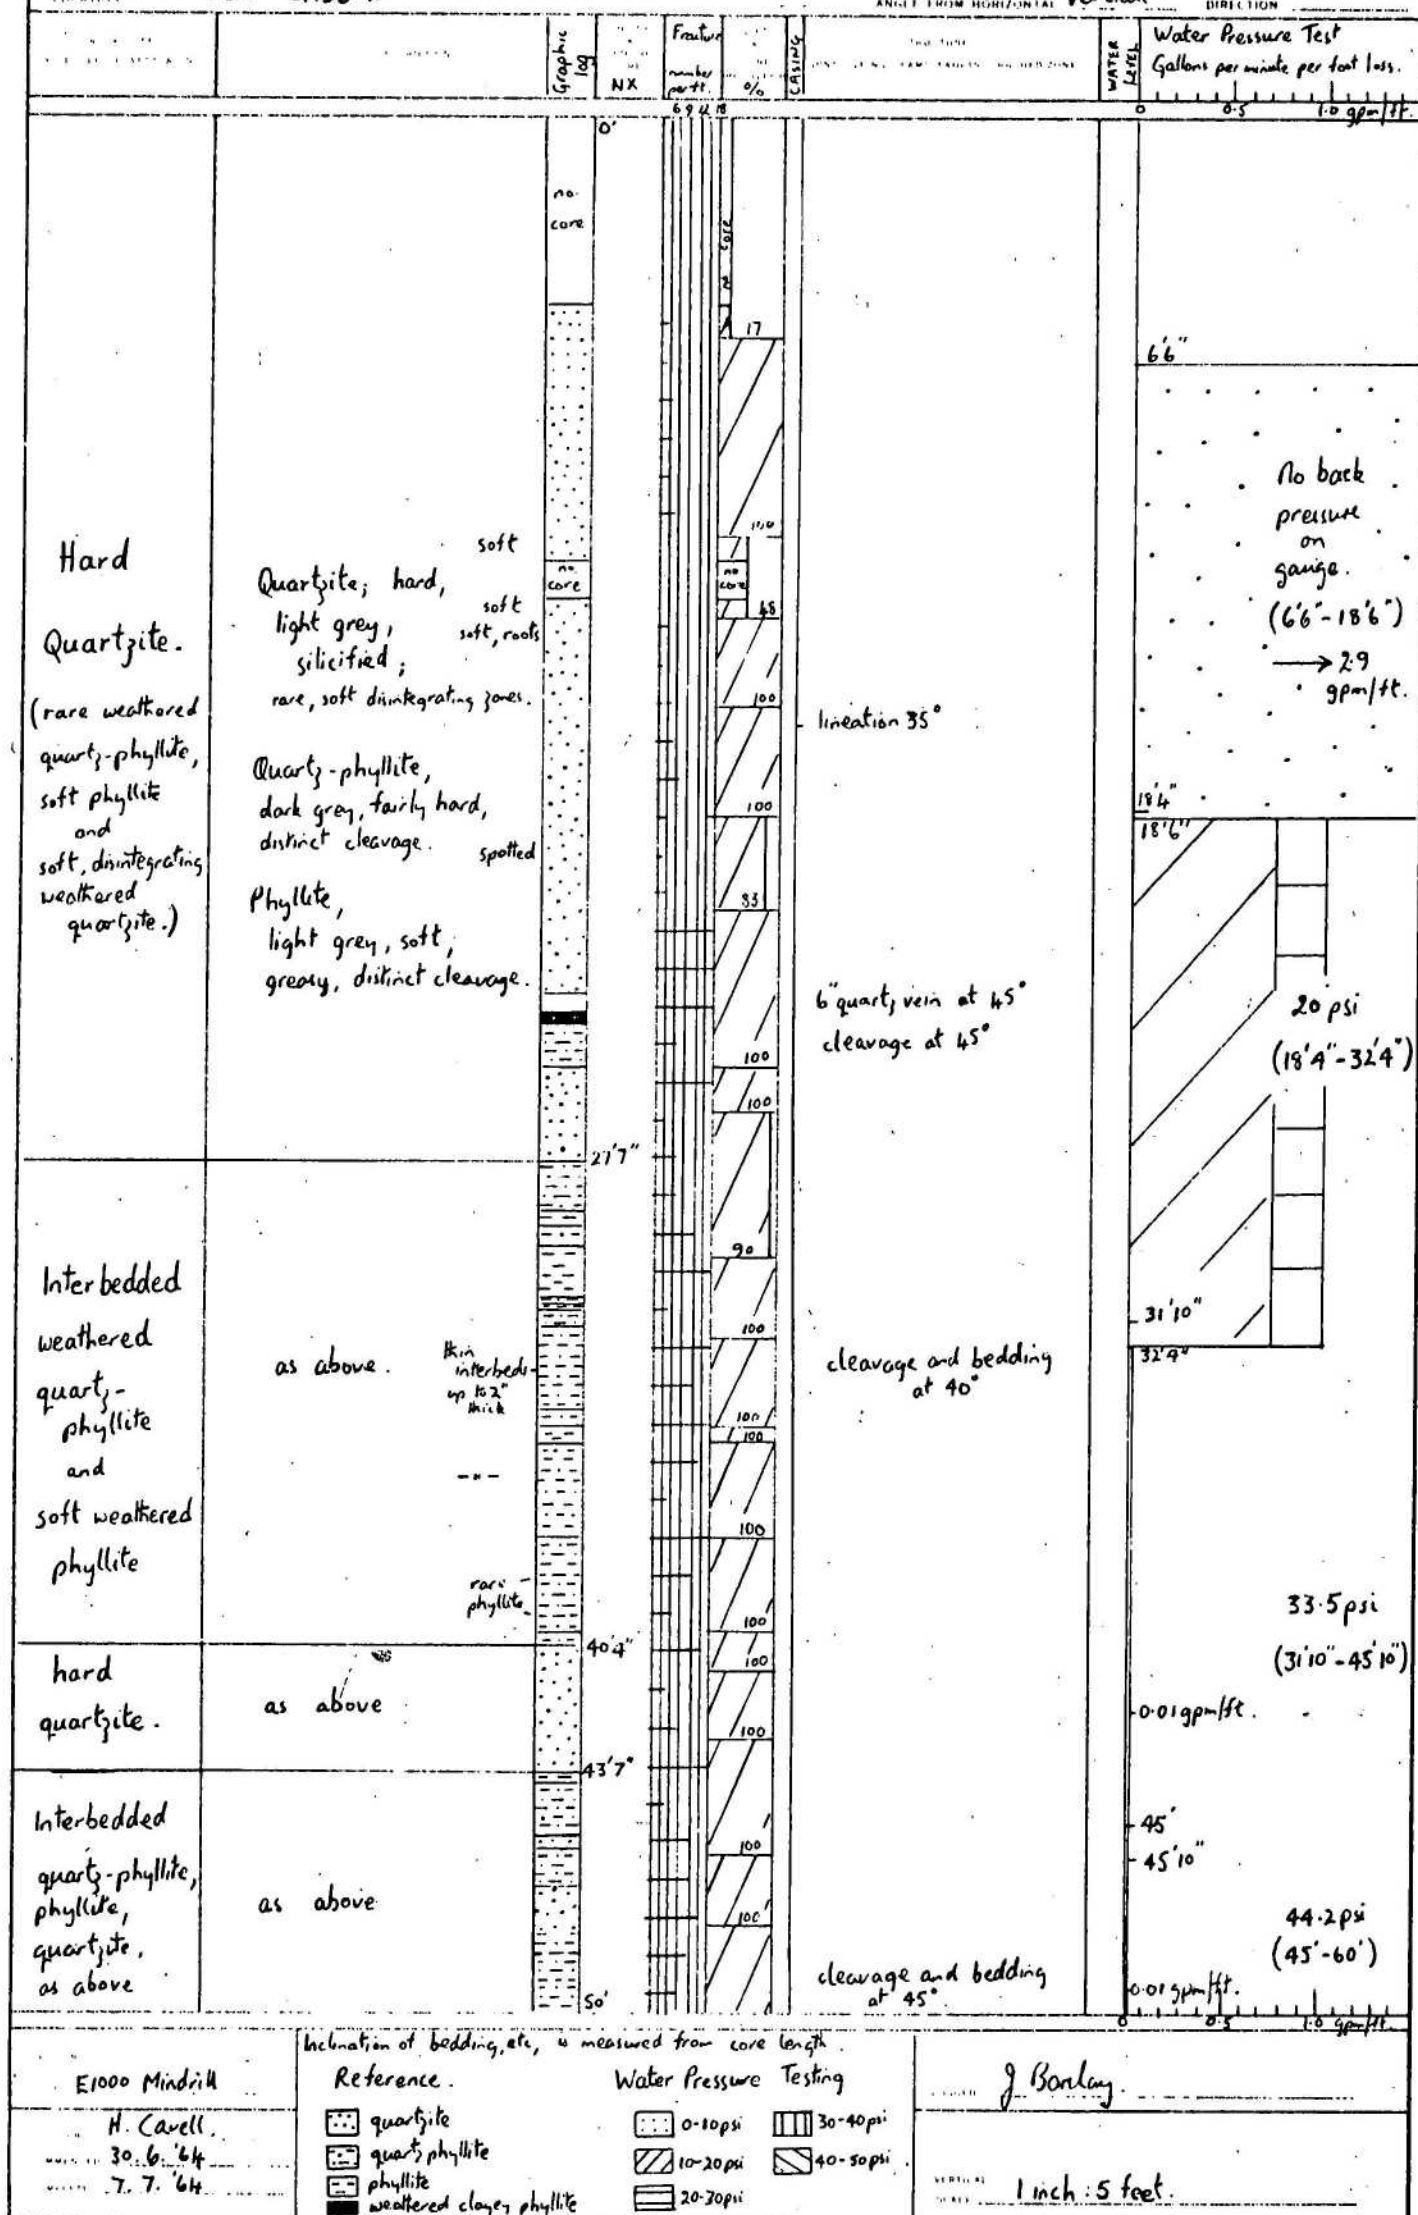 ANGLE FROM HORIZONTAL
DIRECTION
Graphic log
NX
Fracture
number
per ft.
%
CASING
WATER LEVEL
Water Pressure Test
Gallons per minute per foot loss.
6 9 12 18
0 0.5 1.0 gpm/ft.
0'
no
core
no core
17
6'6"
No back
pressure
on
gauge.
(6'6"-18'6")
→ 2.9
gpm/ft.
Hard
Quartzite.
(rare weathered
quartz-phyllite,
soft phyllite
and
soft, disintegrating
weathered
quartzite.)
soft
Quartzite; hard,
light grey,
silicified;
rare, soft disintegrating zones.
soft
soft, roots
no
core
100
no
core
48
100
lineation 35°
Quartz-phyllite,
dark grey, fairly hard,
distinct cleavage.
spotted
100
18'4"
18'6"
Phyllite,
light grey, soft,
greasy, distinct cleavage.
83
6" quartz vein at 45°
cleavage at 45°
20 psi
(18'4"-32'4")
100
100
27'7"
90
Interbedded
weathered
quartz-
phyllite
and
soft weathered
phyllite
as above.
thin
interbeds
up to 2"
thick
-"-
rare
phyllite
100
31'10"
32'4"
cleavage and bedding
at 40°
100
100
100
100
33.5 psi
(31'10"-45'10")
40'4"
hard
quartzite.
as above
100
0.01 gpm/ft.
100
43'7"
Interbedded
quartz-phyllite,
phyllite,
quartzite,
as above
as above
45'
45'10"
100
100
44.2 psi
(45'-60')
cleavage and bedding
at 45°
0.01 gpm/ft.
50'
0 0.5 1.0 gpm/ft.
Inclination of bedding, etc, is measured from core length.
E1000 Mindrill
H. Cavell.
30.6.'64
7.7.'64
Reference.
quartzite
quartz phyllite
phyllite
weathered clayey phyllite
Water Pressure Testing
0-10psi
30-40psi
10-20psi
40-50psi
20-30psi
J Barclay
VERTICAL
1 inch : 5 feet.